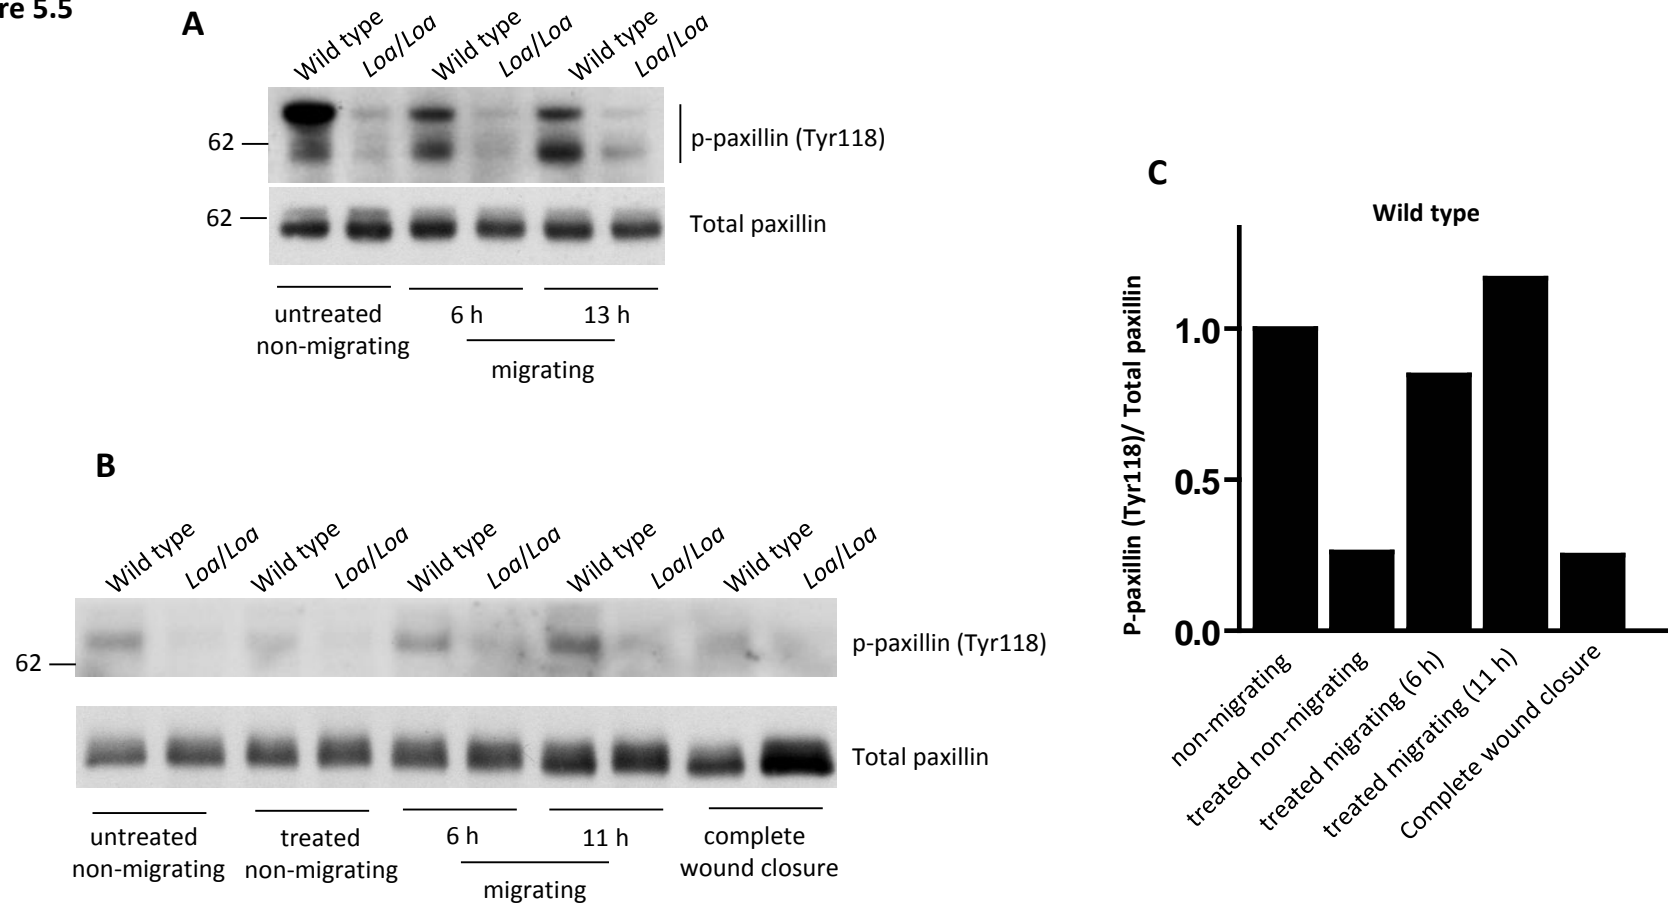 re 5.5
A
Wild type
Loa/Loa
Wild type
Loa/Loa
Wild type
Loa/Loa
62
p-paxillin (Tyr118)
62
Total paxillin
untreated
non-migrating
6 h
13 h
migrating
B
Wild type
Loa/Loa
Wild type
Loa/Loa
Wild type
Loa/Loa
Wild type
Loa/Loa
Wild type
Loa/Loa
62
p-paxillin (Tyr118)
Total paxillin
untreated
non-migrating
treated
non-migrating
6 h
11 h
migrating
complete
wound closure
C
Wild type
P-paxillin (Tyr118)/ Total paxillin
1.0
0.5
0.0
non-migrating
treated non-migrating
treated migrating (6 h)
treated migrating (11 h)
Complete wound closure